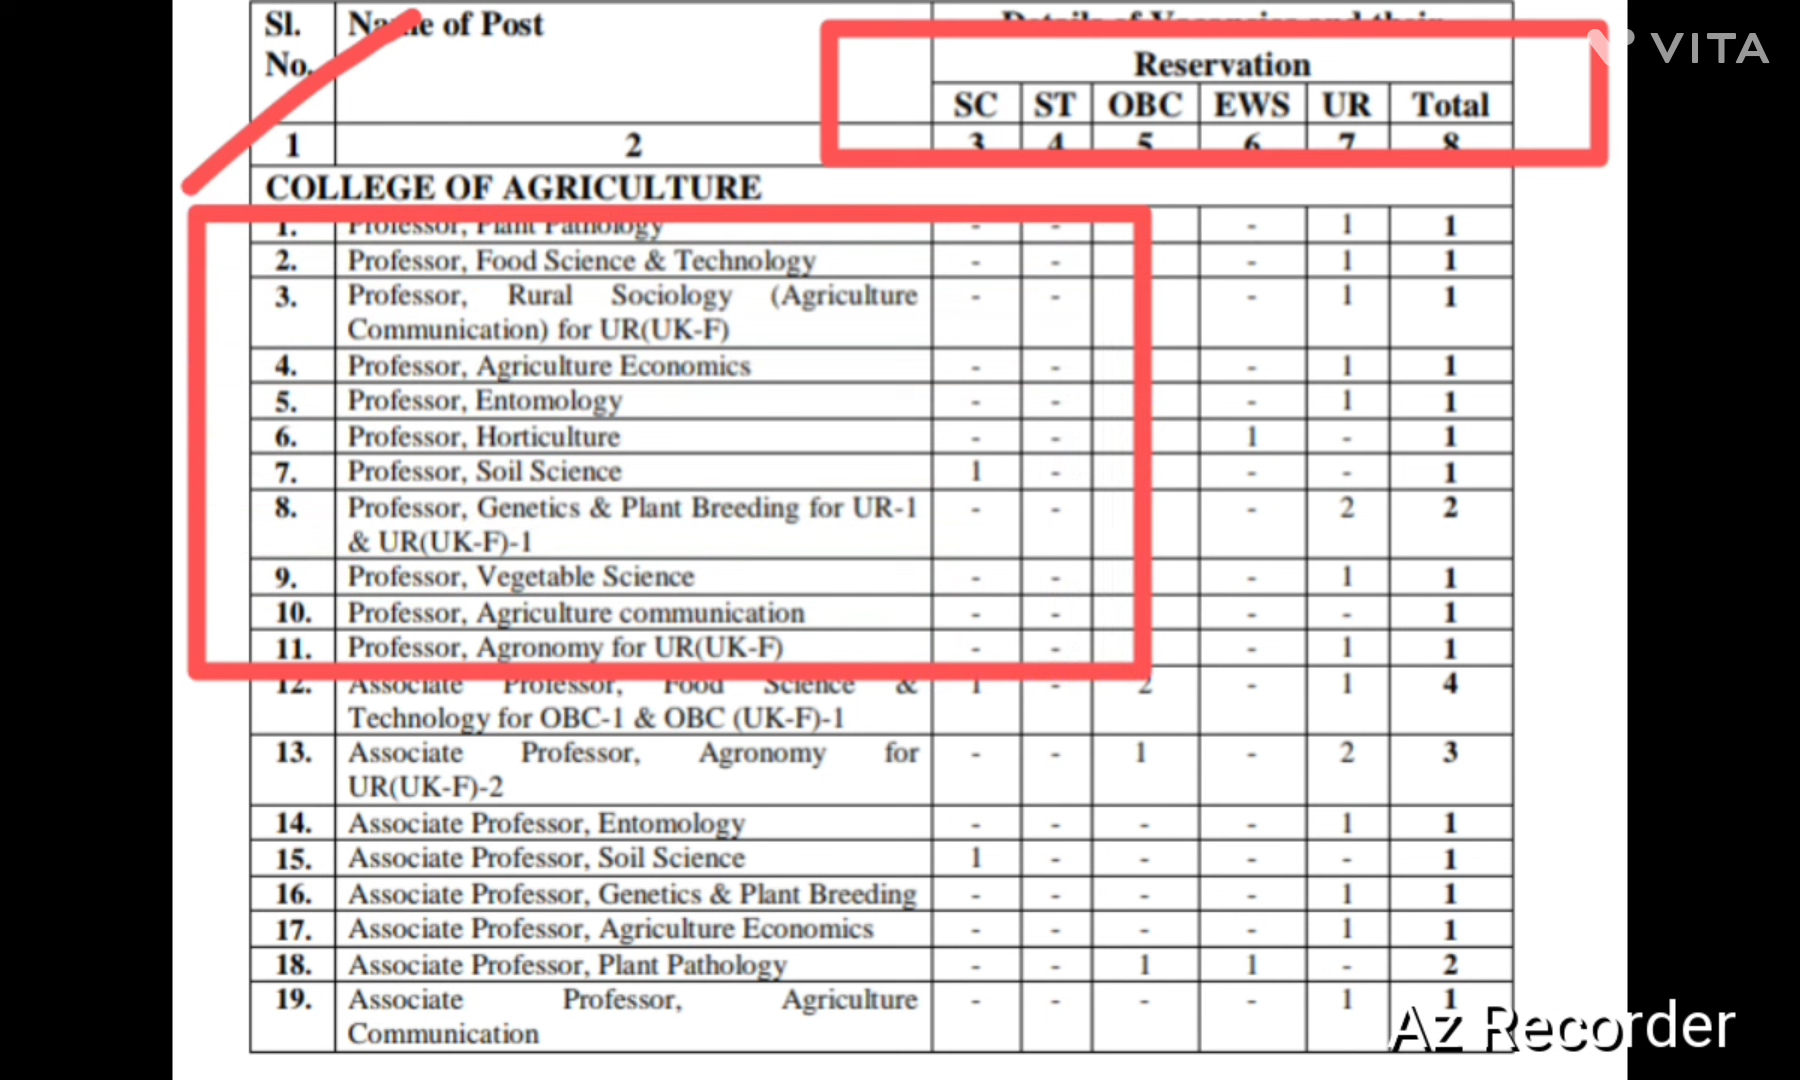 Sl. Name of Post Details of Vacancies and their
No. Reservation
SC ST OBC EWS UR Total
1 2 3 4 5 6 7 8
COLLEGE OF AGRICULTURE
1. Professor, Plant Pathology - - - 1 1
2. Professor, Food Science & Technology - - - 1 1
3. Professor, Rural Sociology (Agriculture - - - 1 1
Communication) for UR(UK-F)
4. Professor, Agriculture Economics - - - 1 1
5. Professor, Entomology - - - 1 1
6. Professor, Horticulture - - 1 - 1
7. Professor, Soil Science 1 - - - 1
8. Professor, Genetics & Plant Breeding for UR-1 - - - 2 2
& UR(UK-F)-1
9. Professor, Vegetable Science - - - 1 1
10. Professor, Agriculture communication - - - - 1
11. Professor, Agronomy for UR(UK-F) - - - 1 1
12. Associate Professor, Food Science & 1 - 2 - 1 4
Technology for OBC-1 & OBC (UK-F)-1
13. Associate Professor, Agronomy for - - 1 - 2 3
UR(UK-F)-2
14. Associate Professor, Entomology - - - - 1 1
15. Associate Professor, Soil Science 1 - - - - 1
16. Associate Professor, Genetics & Plant Breeding - - - - 1 1
17. Associate Professor, Agriculture Economics - - - - 1 1
18. Associate Professor, Plant Pathology - - 1 1 - 2
19. Associate Professor, Agriculture - - - - 1 1
Communication
VITA
Az Recorder